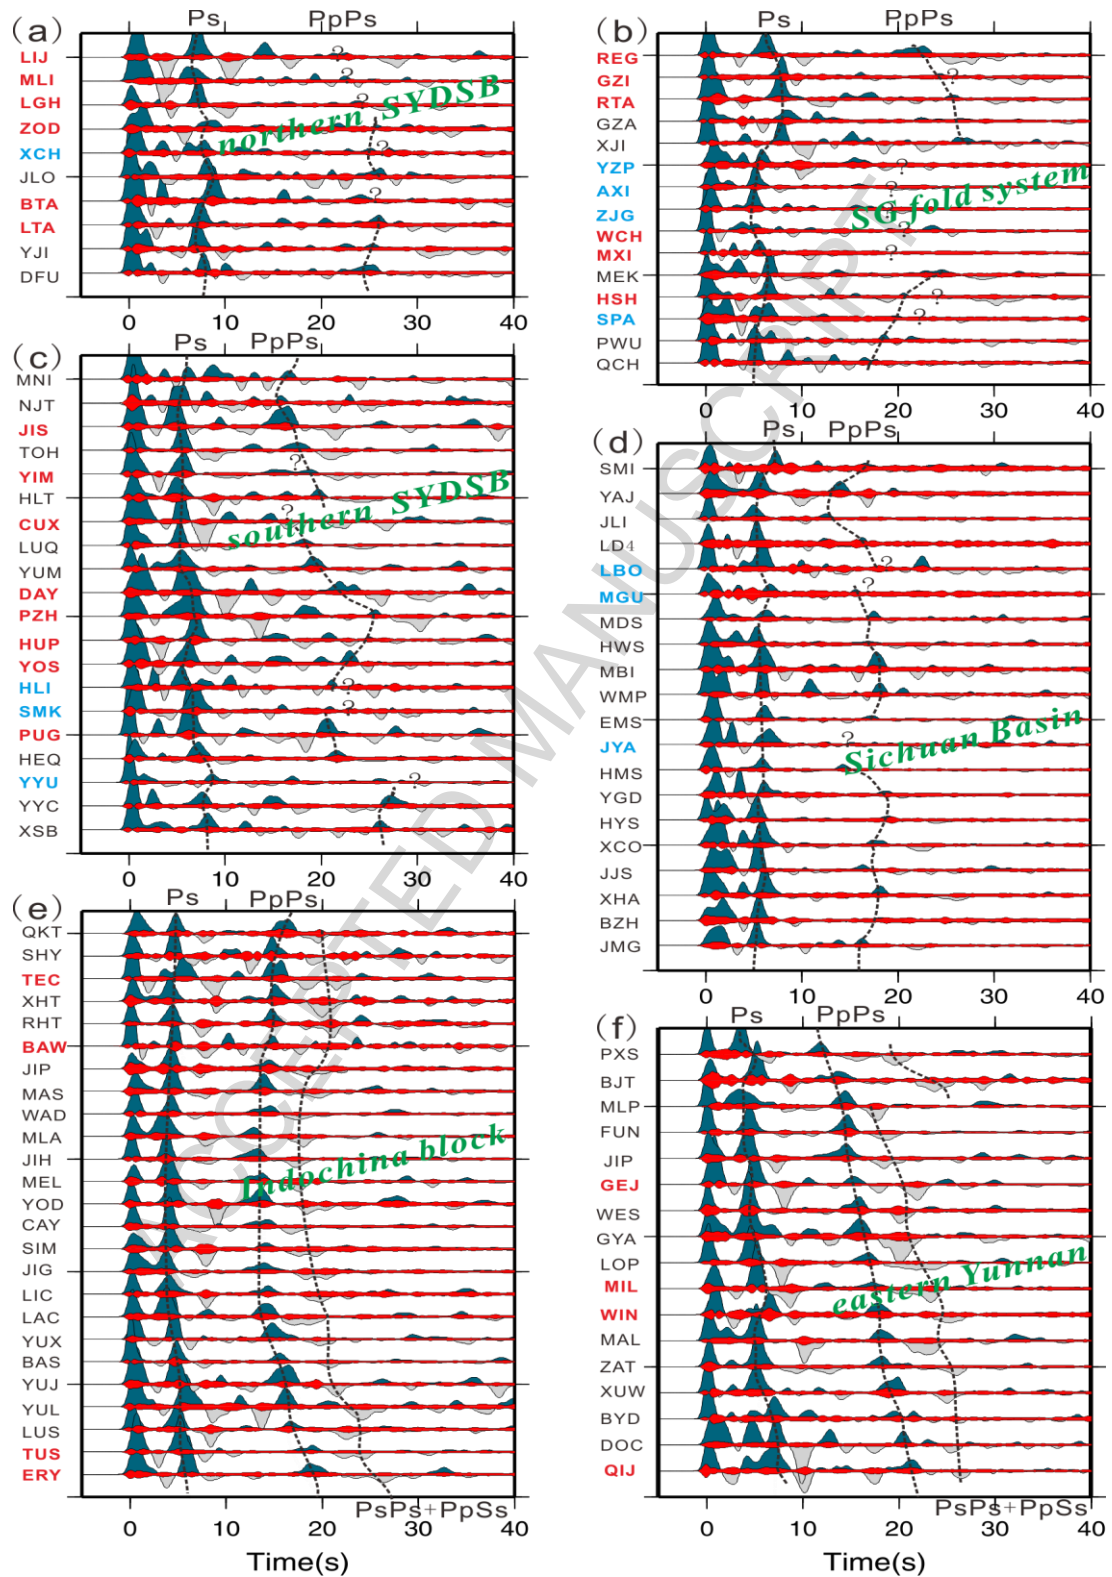 (a)
Ps
PpPs
LIJ
MLI
LGH
ZOD
XCH
JLO
BTA
LTA
YJI
DFU
?
?
?
?
?
northern SYDSB
0
10
20
30
40
(b)
Ps
PpPs
REG
GZI
RTA
GZA
XJI
YZP
AXI
ZJG
WCH
MXI
MEK
HSH
SPA
PWU
QCH
?
?
?
?
?
?
?
?
SG fold system
0
10
20
30
40
(c)
Ps
PpPs
MNI
NJT
JIS
TOH
YIM
HLT
CUX
LUQ
YUM
DAY
PZH
HUP
YOS
HLI
SMK
PUG
HEQ
YYU
YYC
XSB
?
?
?
?
?
southern SYDSB
0
10
20
30
40
(d)
Ps
PpPs
SMI
YAJ
JLI
LD4
LBO
MGU
MDS
HWS
MBI
WMP
EMS
JYA
HMS
YGD
HYS
XCO
JJS
XHA
BZH
JMG
?
?
?
Sichuan Basin
0
10
20
30
40
(e)
Ps
PpPs
QKT
SHY
TEC
XHT
RHT
BAW
JIP
MAS
WAD
MLA
JIH
MEL
YOD
CAY
SIM
JIG
LIC
LAC
YUX
BAS
YUJ
YUL
LUS
TUS
ERY
Indochina block
PsPs+PpSs
0
10
20
30
40
Time(s)
(f)
Ps
PpPs
PXS
BJT
MLP
FUN
JIP
GEJ
WES
GYA
LOP
MIL
WIN
MAL
ZAT
XUW
BYD
DOC
QIJ
eastern Yunnan
PsPs+PpSs
0
10
20
30
40
Time(s)
ACCEPTED MANUSCRIPT